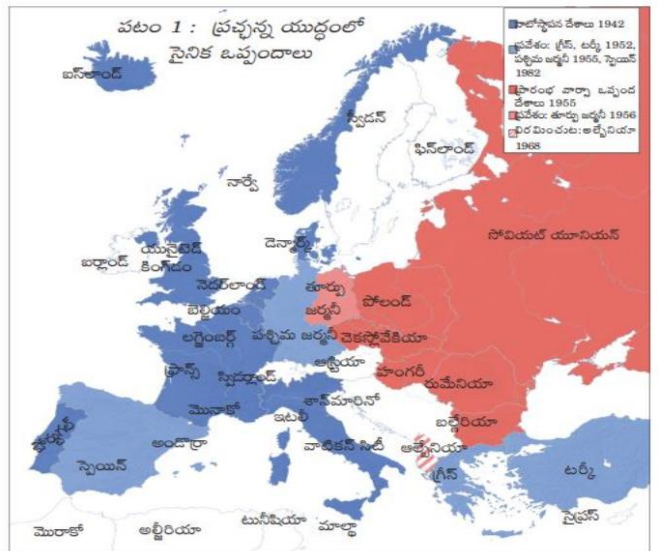 పటం 1 : ప్రచ్ఛన్న యుద్ధంలో
సైనిక ఒప్పందాలు
నాటోస్థాపన దేశాలు 1942
ప్రవేశం: గ్రీస్, టర్కీ 1952,
పశ్చిమ జర్మనీ 1955, స్పెయిన్
1982
ప్రారంభ వార్సా ఒప్పంద
దేశాలు 1955
ప్రవేశం: తూర్పు జర్మనీ 1956
విరమించుట:అల్బేనియా
1968
ఐస్‌లాండ్
స్వీడన్
ఫిన్‌లాండ్
నార్వే
సోవియట్ యూనియన్
డెన్మార్క్
యునైటెడ్
కింగ్‌డం
ఐర్లాండ్
నెదర్‌లాండ్
తూర్పు
జర్మనీ
పోలండ్
బెల్జియం
లగ్జెంబర్గ్
పశ్చిమ జర్మనీ
చెకస్లోవేకియా
ఆస్ట్రియా
హంగరీ
రుమేనియా
ఫ్రాన్స్
స్విట్జర్లాండ్
శాన్‌మారినో
మొనాకో
ఇటలీ
బల్గేరియా
అండొర్రా
వాటికన్ సిటీ
ఆల్బేనియా
గ్రీస్
టర్కీ
స్పెయిన్
సైప్రస్
మొరాకో
అల్జీరియా
టునీషియా
మాల్టా